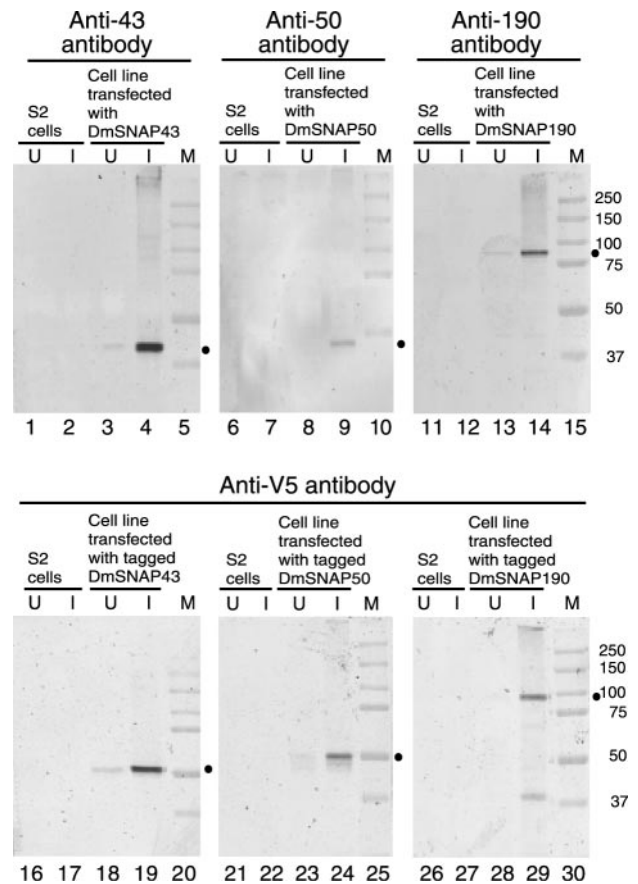 Anti-43 antibody
Anti-50 antibody
Anti-190 antibody
S2 cells
Cell line transfected with DmSNAP43
S2 cells
Cell line transfected with DmSNAP50
S2 cells
Cell line transfected with DmSNAP190
U I U I M
U I U I M
U I U I M
250
150
100
75
50
37
1 2 3 4 5
6 7 8 9 10
11 12 13 14 15
Anti-V5 antibody
S2 cells
Cell line transfected with tagged DmSNAP43
S2 cells
Cell line transfected with tagged DmSNAP50
S2 cells
Cell line transfected with tagged DmSNAP190
U I U I M
U I U I M
U I U I M
250
150
100
75
50
37
16 17 18 19 20
21 22 23 24 25
26 27 28 29 30